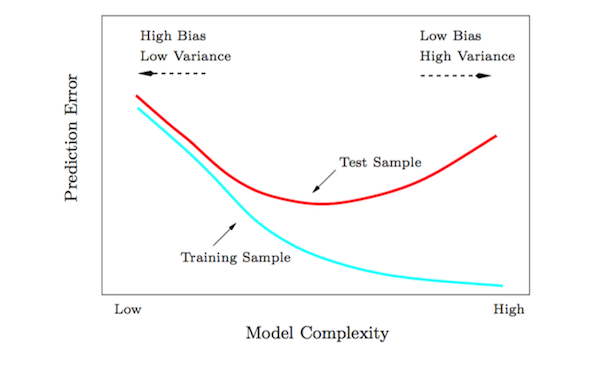 High Bias
Low Variance
Low Bias
High Variance
Prediction Error
Test Sample
Training Sample
Low
High
Model Complexity